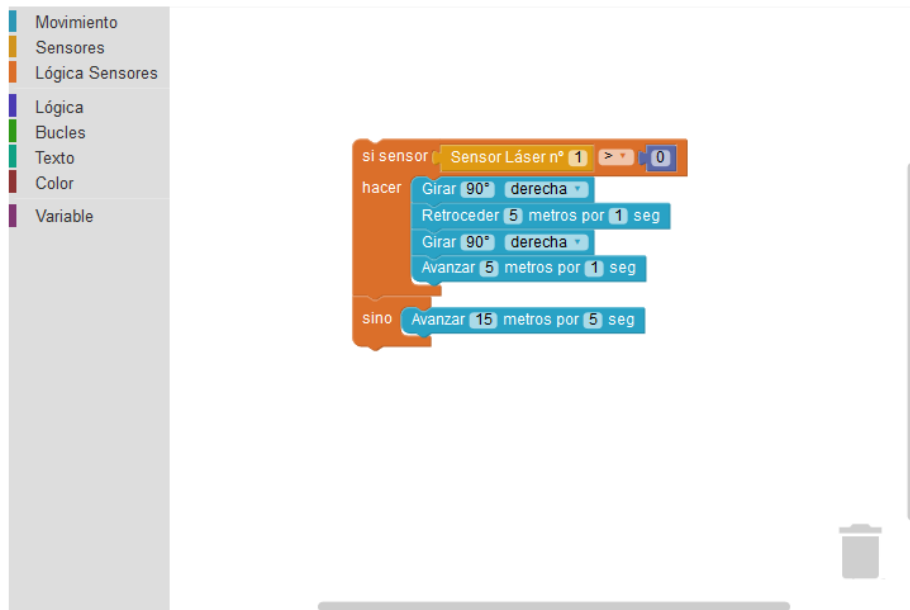 Movimiento
Sensores
Lógica Sensores
Lógica
Bucles
Texto
Color
Variable
si sensor Sensor Láser nº 1 > 0
hacer Girar 90° derecha
Retroceder 5 metros por 1 seg
Girar 90° derecha
Avanzar 5 metros por 1 seg
sino Avanzar 15 metros por 5 seg